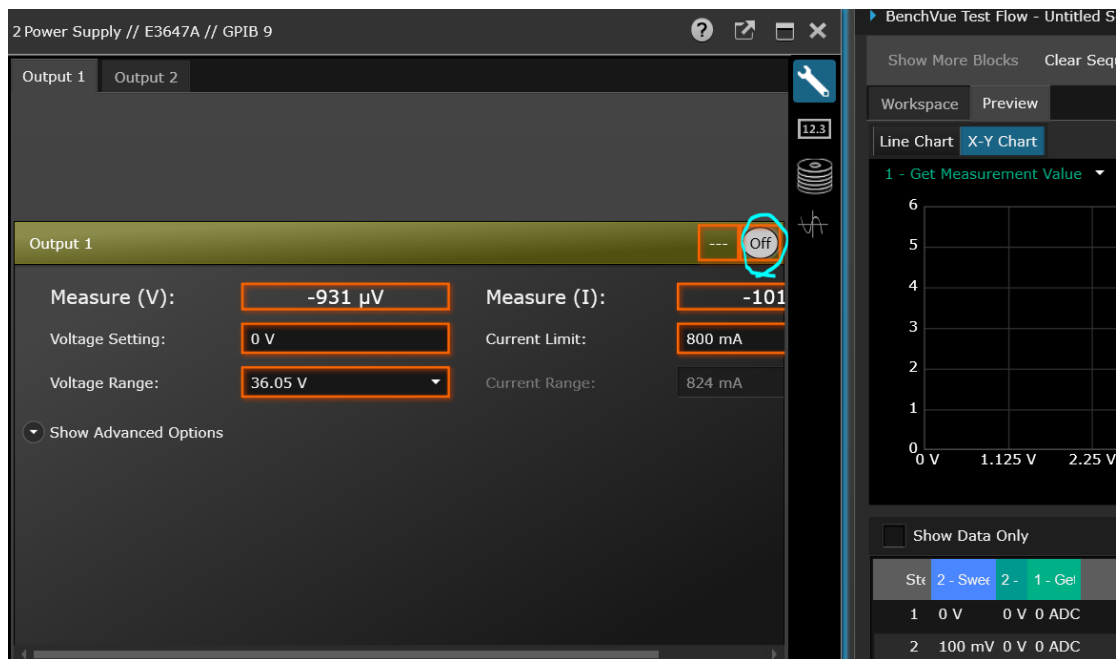 2 Power Supply // E3647A // GPIB 9
Output 1 Output 2
12.3
Output 1 --- Off
Measure (V): -931 µV Measure (I): -101
Voltage Setting: 0 V Current Limit: 800 mA
Voltage Range: 36.05 V Current Range: 824 mA
Show Advanced Options
BenchVue Test Flow - Untitled S
Show More Blocks Clear Sequ
Workspace Preview
Line Chart X-Y Chart
1 - Get Measurement Value
6
5
4
3
2
1
0
0 V 1.125 V 2.25 V
Show Data Only
Ste 2 - Swee 2 - 1 - Get
1 0 V 0 V 0 ADC
2 100 mV 0 V 0 ADC